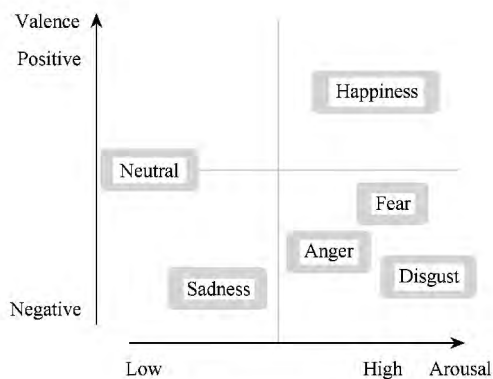 Valence
Positive
Happiness
Neutral
Fear
Anger
Disgust
Sadness
Negative
Low
High
Arousal